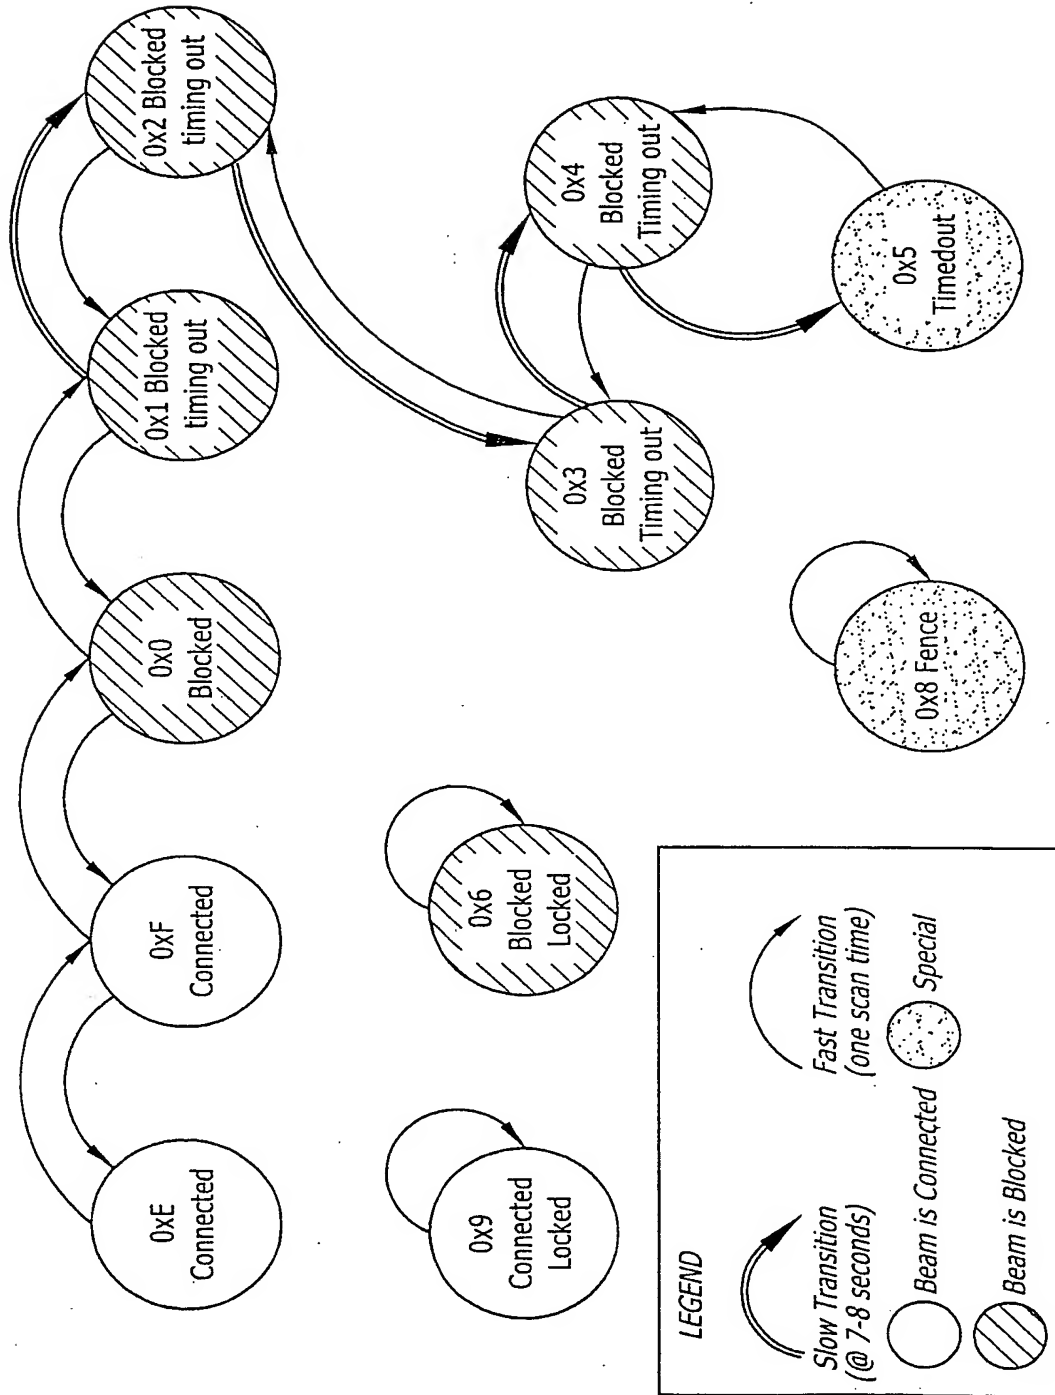 0xE
Connected
0xF
Connected
0x0
Blocked
0x1 Blocked
timing out
0x2 Blocked
timing out
0x9
Connected
Locked
0x6
Blocked
Locked
0x3
Blocked
Timing out
0x4
Blocked
Timing out
0x8 Fence
0x5
Timedout
LEGEND
Slow Transition
(@ 7-8 seconds)
Fast Transition
(one scan time)
Beam is Connected
Special
Beam is Blocked